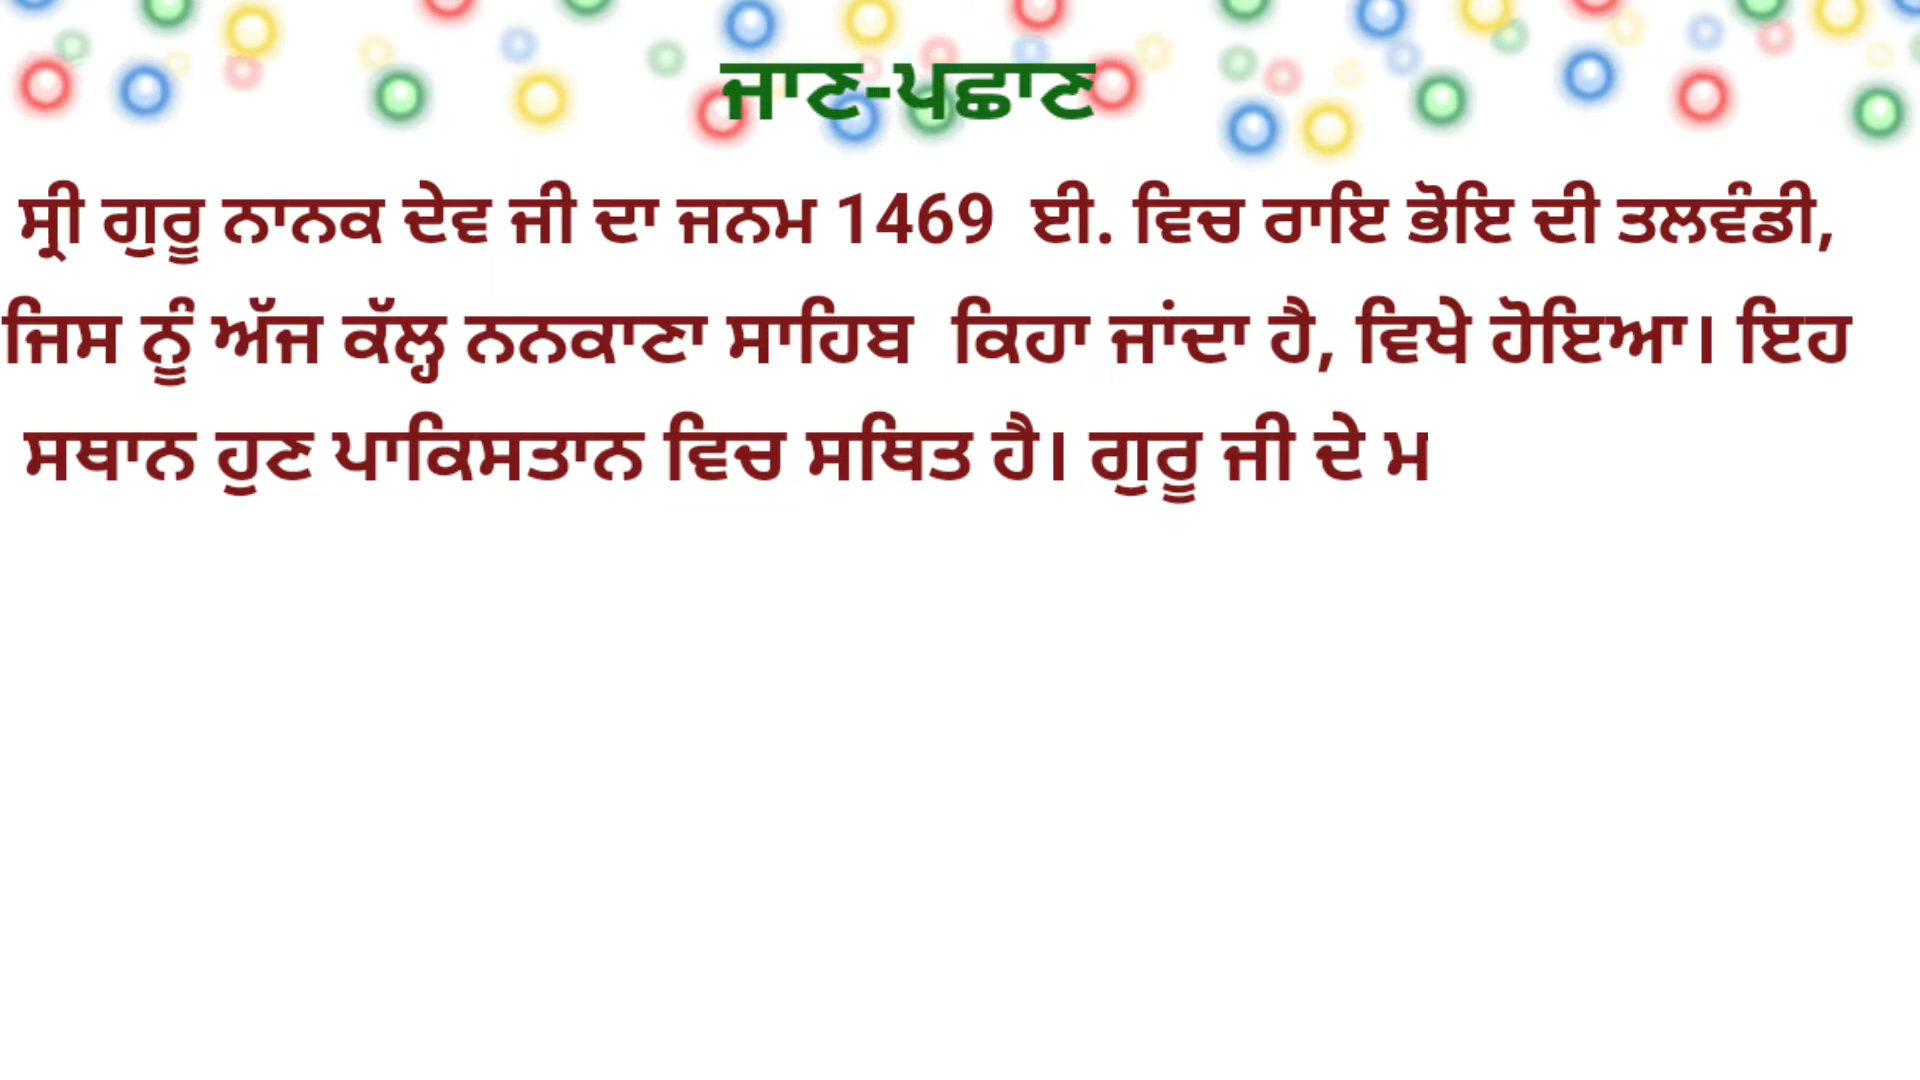 ਜਾਣ-ਪਛਾਣ
ਸ੍ਰੀ ਗੁਰੂ ਨਾਨਕ ਦੇਵ ਜੀ ਦਾ ਜਨਮ 1469 ਈ. ਵਿਚ ਰਾਇ ਭੋਇ ਦੀ ਤਲਵੰਡੀ,
ਜਿਸ ਨੂੰ ਅੱਜ ਕੱਲ੍ਹ ਨਨਕਾਣਾ ਸਾਹਿਬ ਕਿਹਾ ਜਾਂਦਾ ਹੈ, ਵਿਖੇ ਹੋਇਆ। ਇਹ
ਸਥਾਨ ਹੁਣ ਪਾਕਿਸਤਾਨ ਵਿਚ ਸਥਿਤ ਹੈ। ਗੁਰੂ ਜੀ ਦੇ ਮ